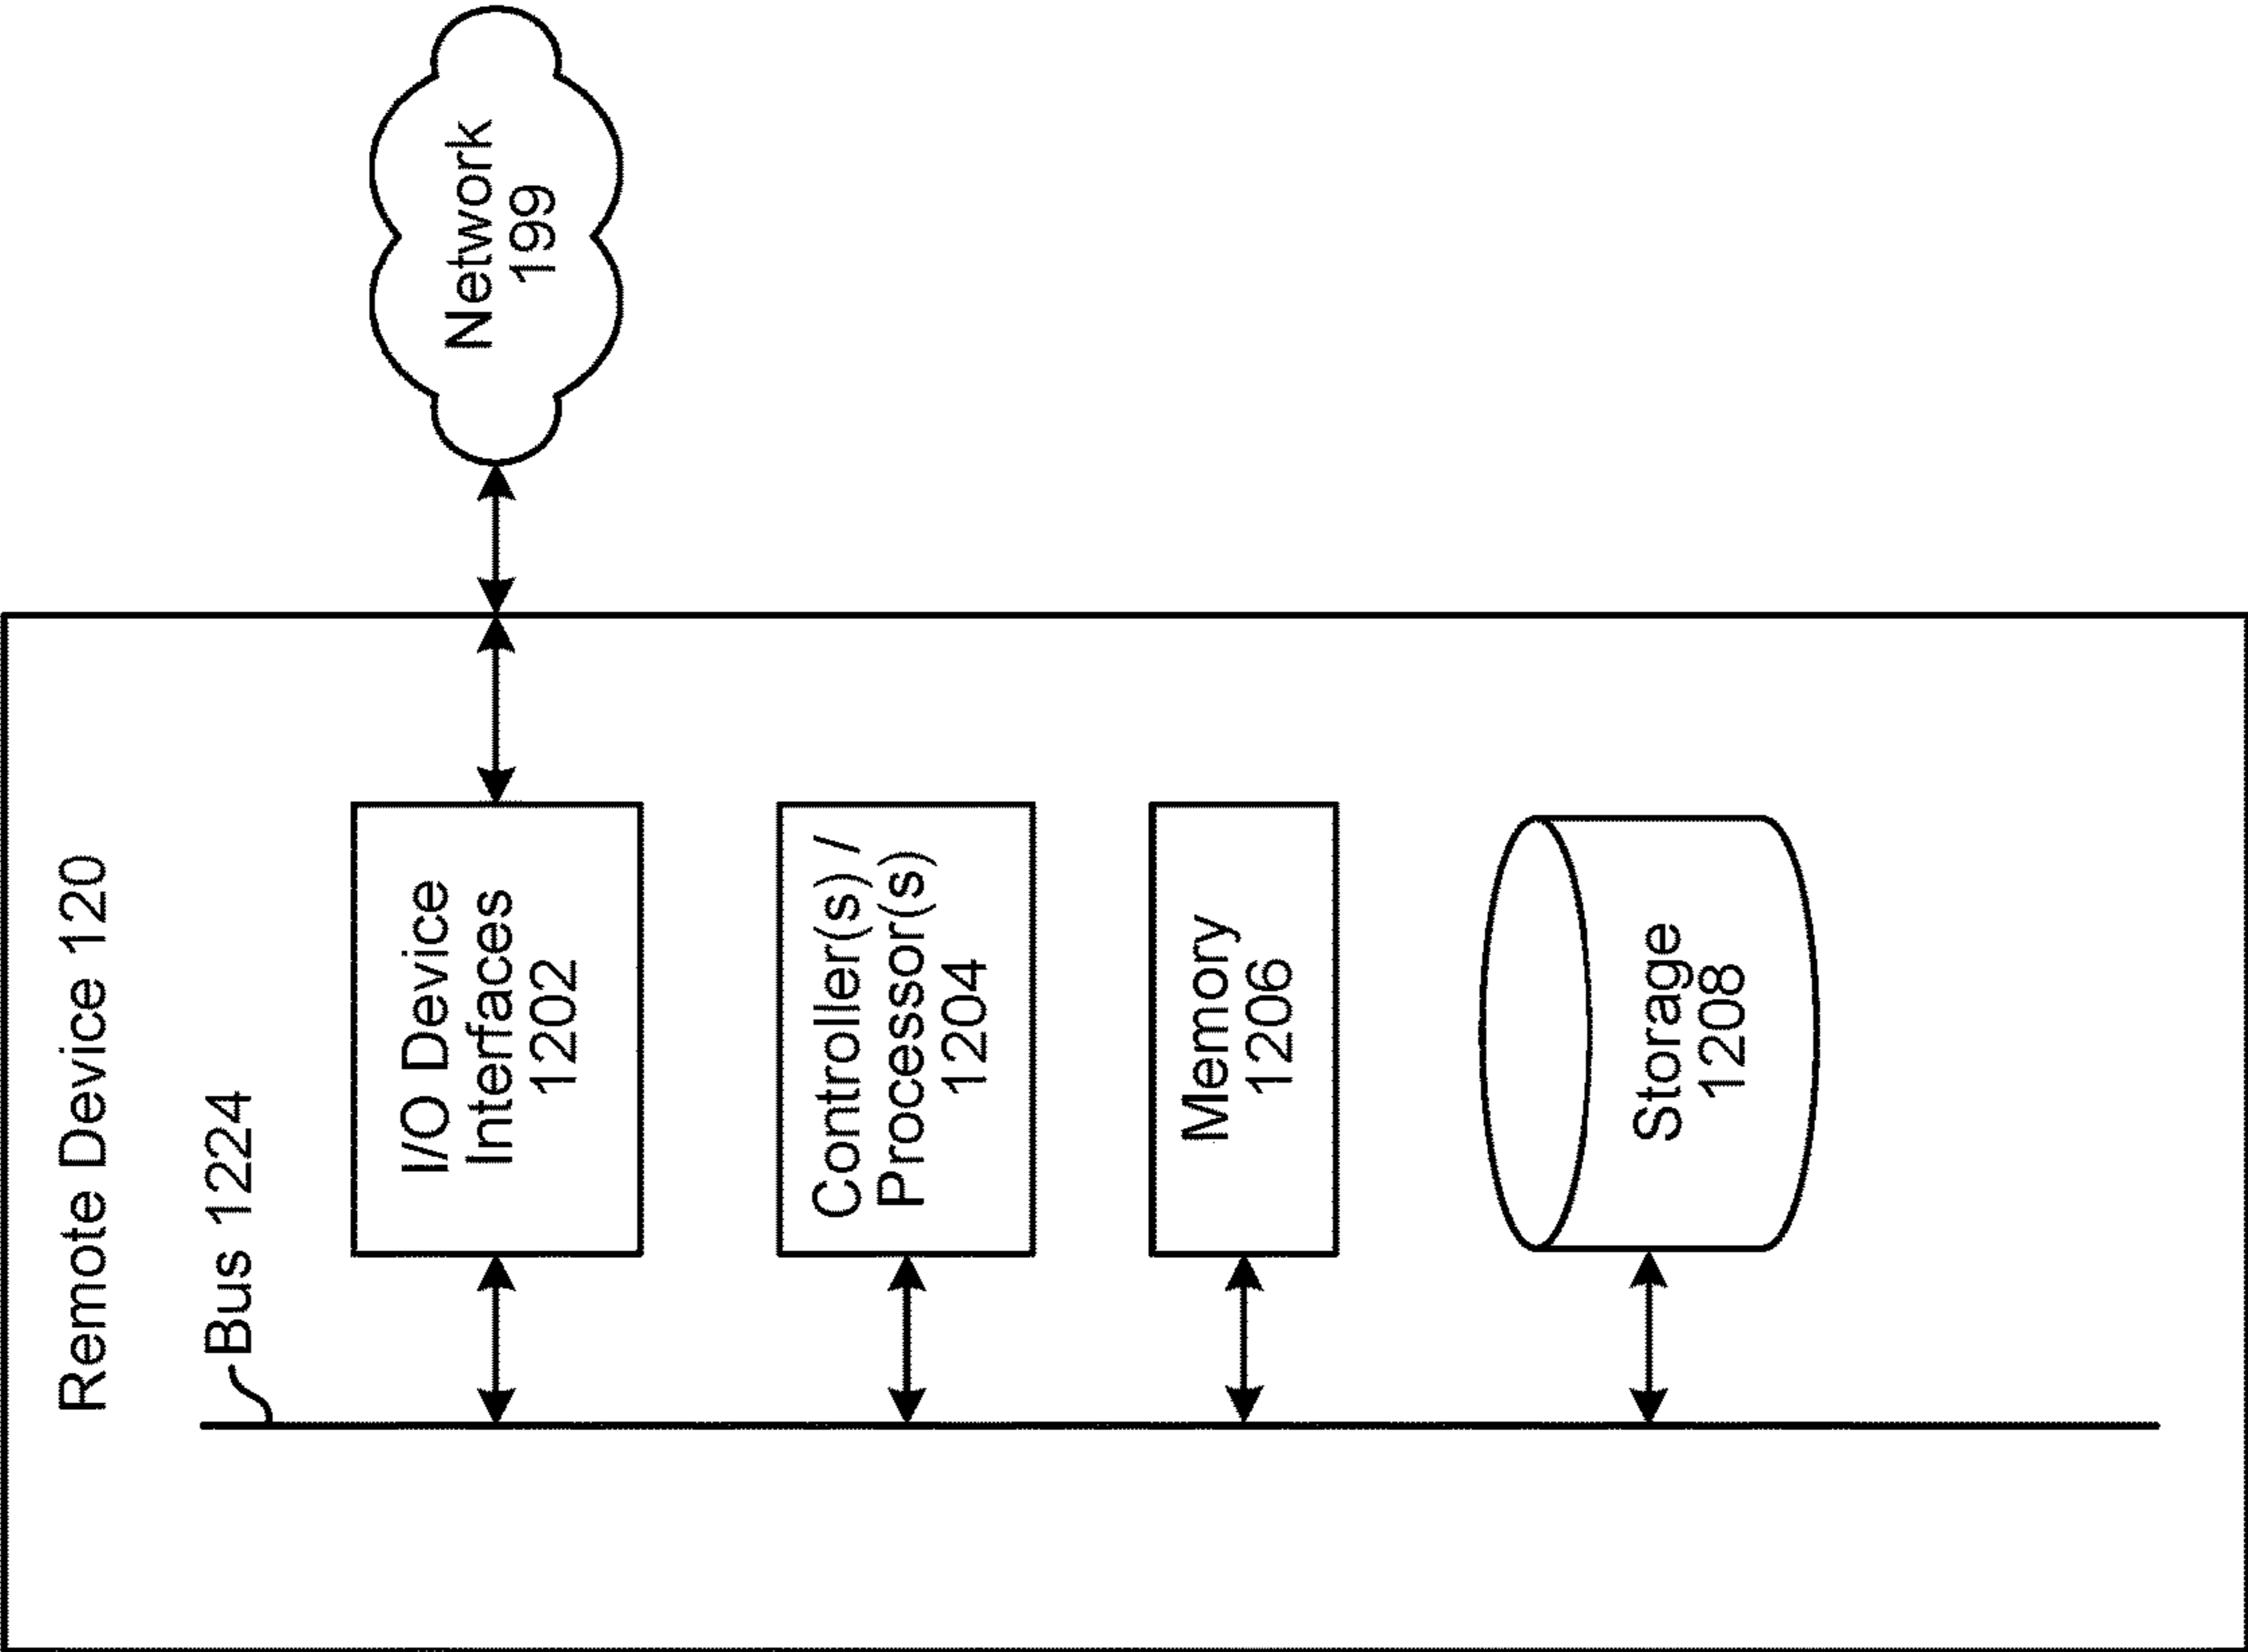 Remote Device 120
Bus 1224
I/O Device
Interfaces
1202
Network
199
Controller(s) /
Processor(s)
1204
Memory
1206
Storage
1208